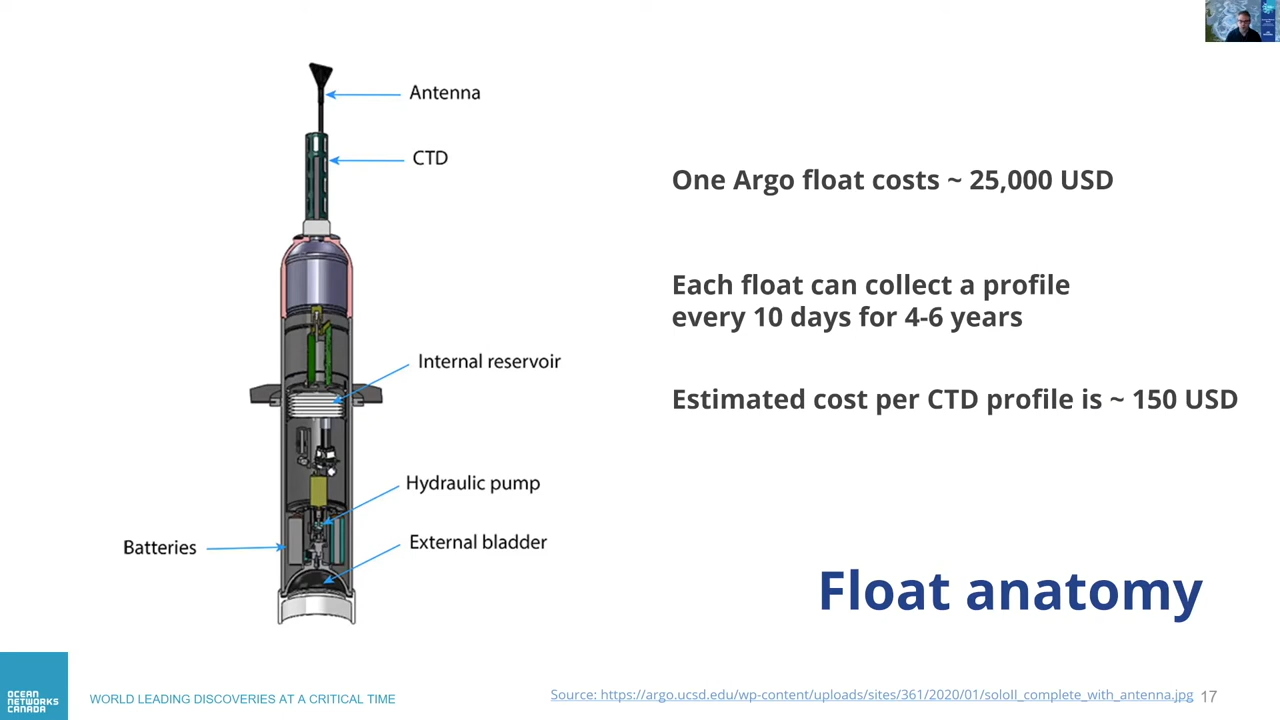 Antenna
CTD
One Argo float costs ~ 25,000 USD
Each float can collect a profile
every 10 days for 4-6 years
Internal reservoir
Estimated cost per CTD profile is ~ 150 USD
Hydraulic pump
External bladder
Batteries
Float anatomy
OCEAN
NETWORKS
CANADA
WORLD LEADING DISCOVERIES AT A CRITICAL TIME
Source: https://argo.ucsd.edu/wp-content/uploads/sites/361/2020/01/soloII_complete_with_antenna.jpg
17